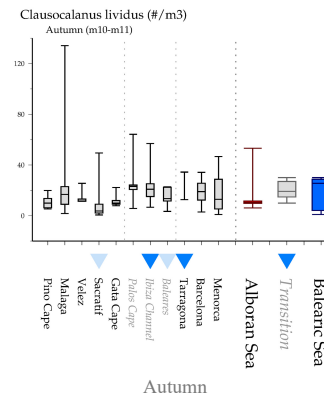 Clausocalanus lividus (#/m3)
Autumn (m10-m11)
120
80
40
0
Pino Cape
Malaga
Velez
Sacratif
Gata Cape
Palos Cape
Ibiza Channel
Baleares
Tarragona
Barcelona
Menorca
Alboran Sea
Transition
Balearic Sea
Autumn